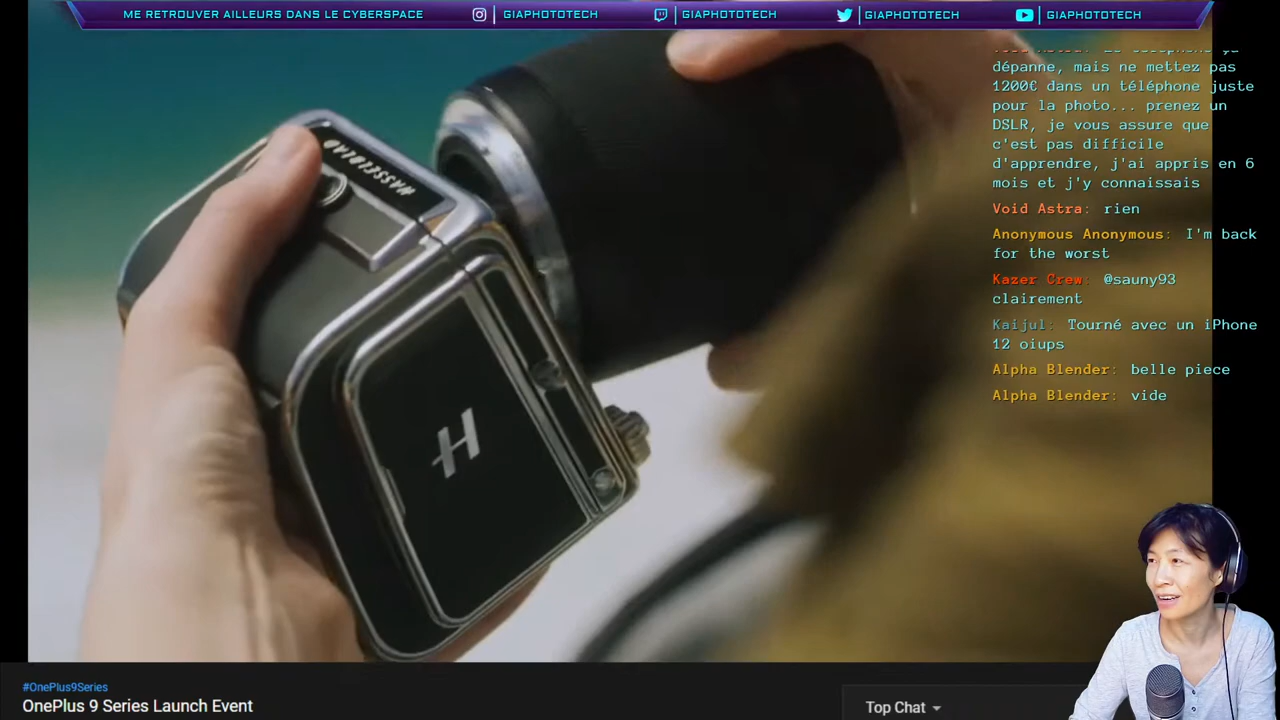 ME RETROUVER AILLEURS DANS LE CYBERSPACE
GIAPHOTOTECH
GIAPHOTOTECH
GIAPHOTOTECH
GIAPHOTOTECH
dépanne, mais ne mettez pas
1200€ dans un téléphone juste
pour la photo... prenez un
DSLR, je vous assure que
c'est pas difficile
d'apprendre, j'ai appris en 6
mois et j'y connaissais
Void Astra: rien
Anonymous Anonymous: I'm back
for the worst
Kazer Crew: @sauny93
clairement
Kaijul: Tourné avec un iPhone
12 oiups
Alpha Blender: belle piece
Alpha Blender: vide
HASSELBLAD
H
#OnePlus9Series
OnePlus 9 Series Launch Event
Top Chat